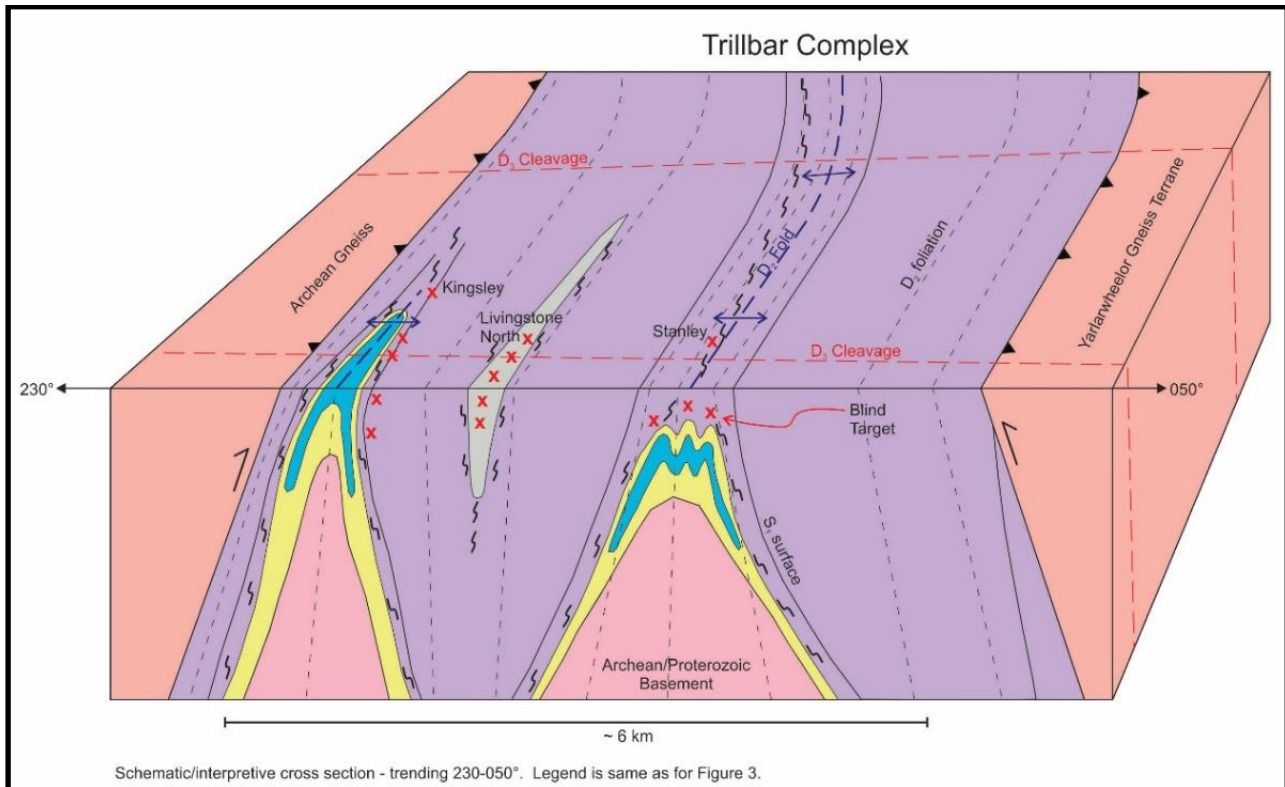 Trillbar Complex
D₃ Cleavage
Archean Gneiss
Kingsley
Livingstone
North
Stanley
D₂ Fold
D₂ foliation
Yarlarwheelor Gneiss Terrane
D₃ Cleavage
230°
050°
Blind
Target
S₁ surface
Archean/Proterozoic
Basement
~ 6 km
Schematic/interpretive cross section - trending 230-050°. Legend is same as for Figure 3.